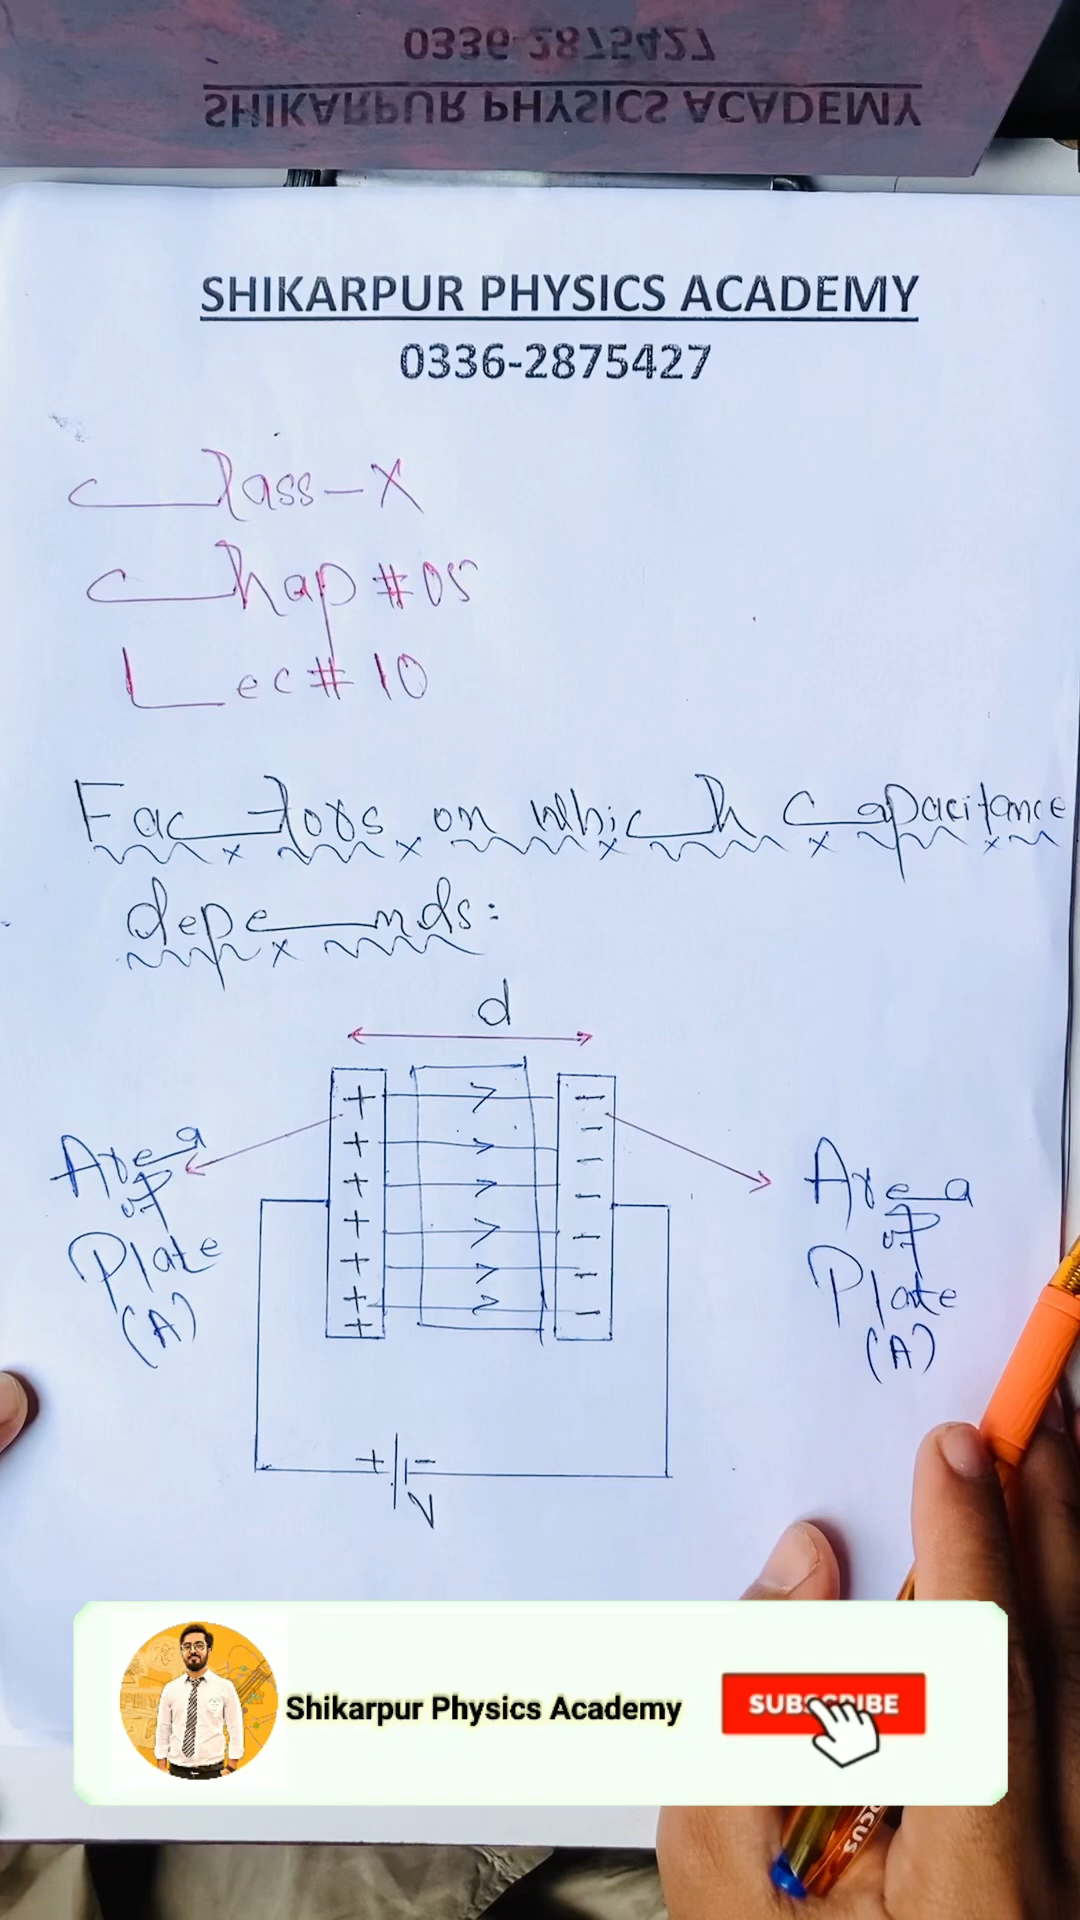 0336-2875427
SHIKARPUR PHYSICS ACADEMY
SHIKARPUR PHYSICS ACADEMY
0336-2875427
Class-X
Chap #05
Lec# 10
Factors on which Capacitance
depends:
d
+ -
+ -
+ -
+ -
+ -
+ -
+ -
+
Area
of
Plate
(A)
Area
of
Plate
(A)
+ -
V
Shikarpur Physics Academy
SUBSCRIBE
ocus